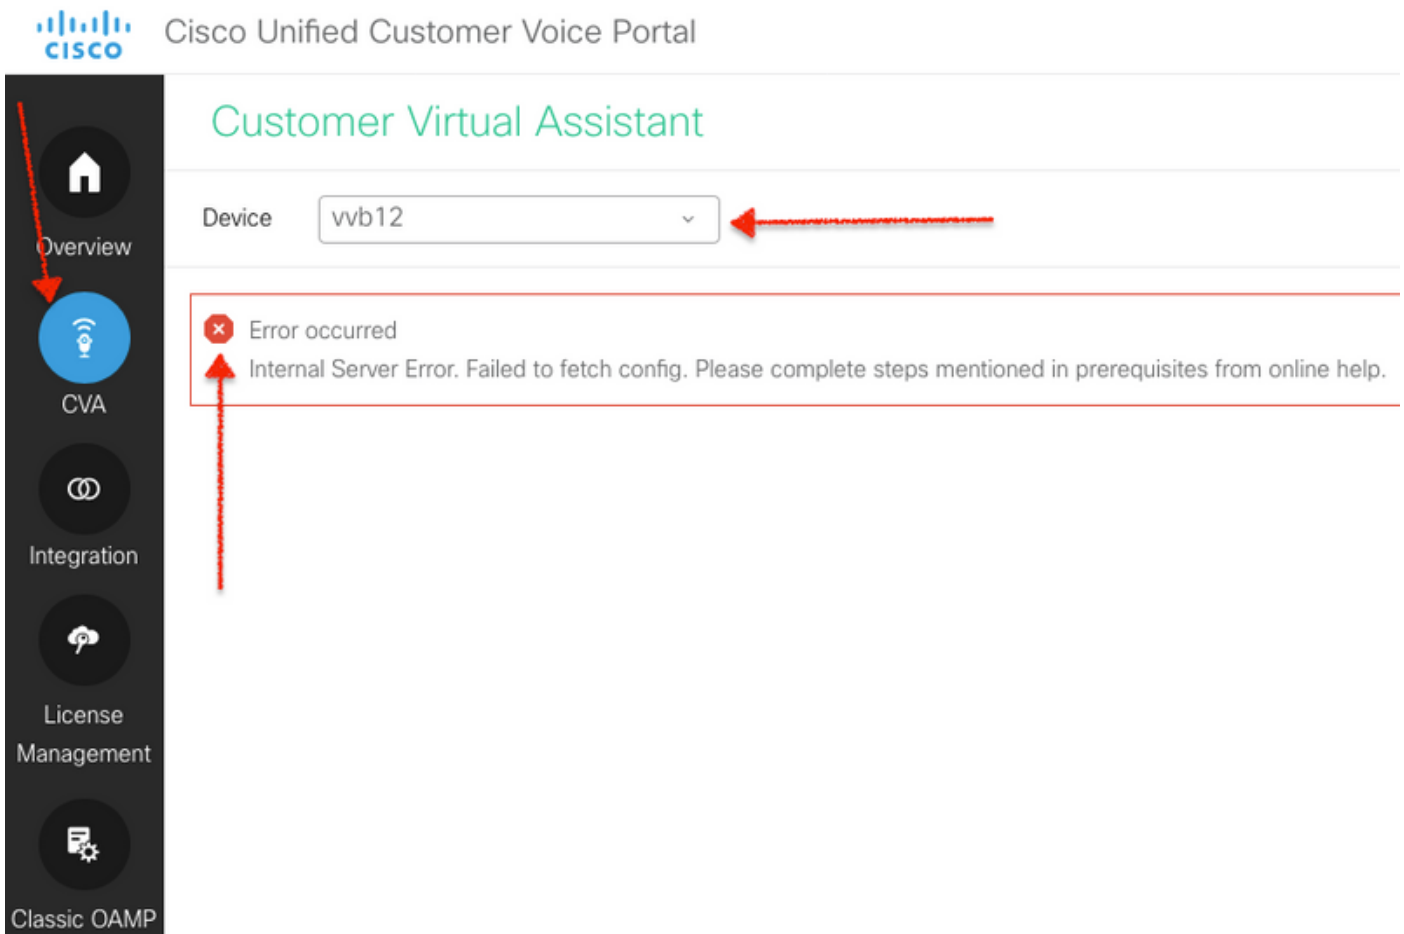 CISCO
Cisco Unified Customer Voice Portal
Customer Virtual Assistant
Device
vvb12
Overview
Error occurred
Internal Server Error. Failed to fetch config. Please complete steps mentioned in prerequisites from online help.
CVA
Integration
License
Management
Classic OAMP